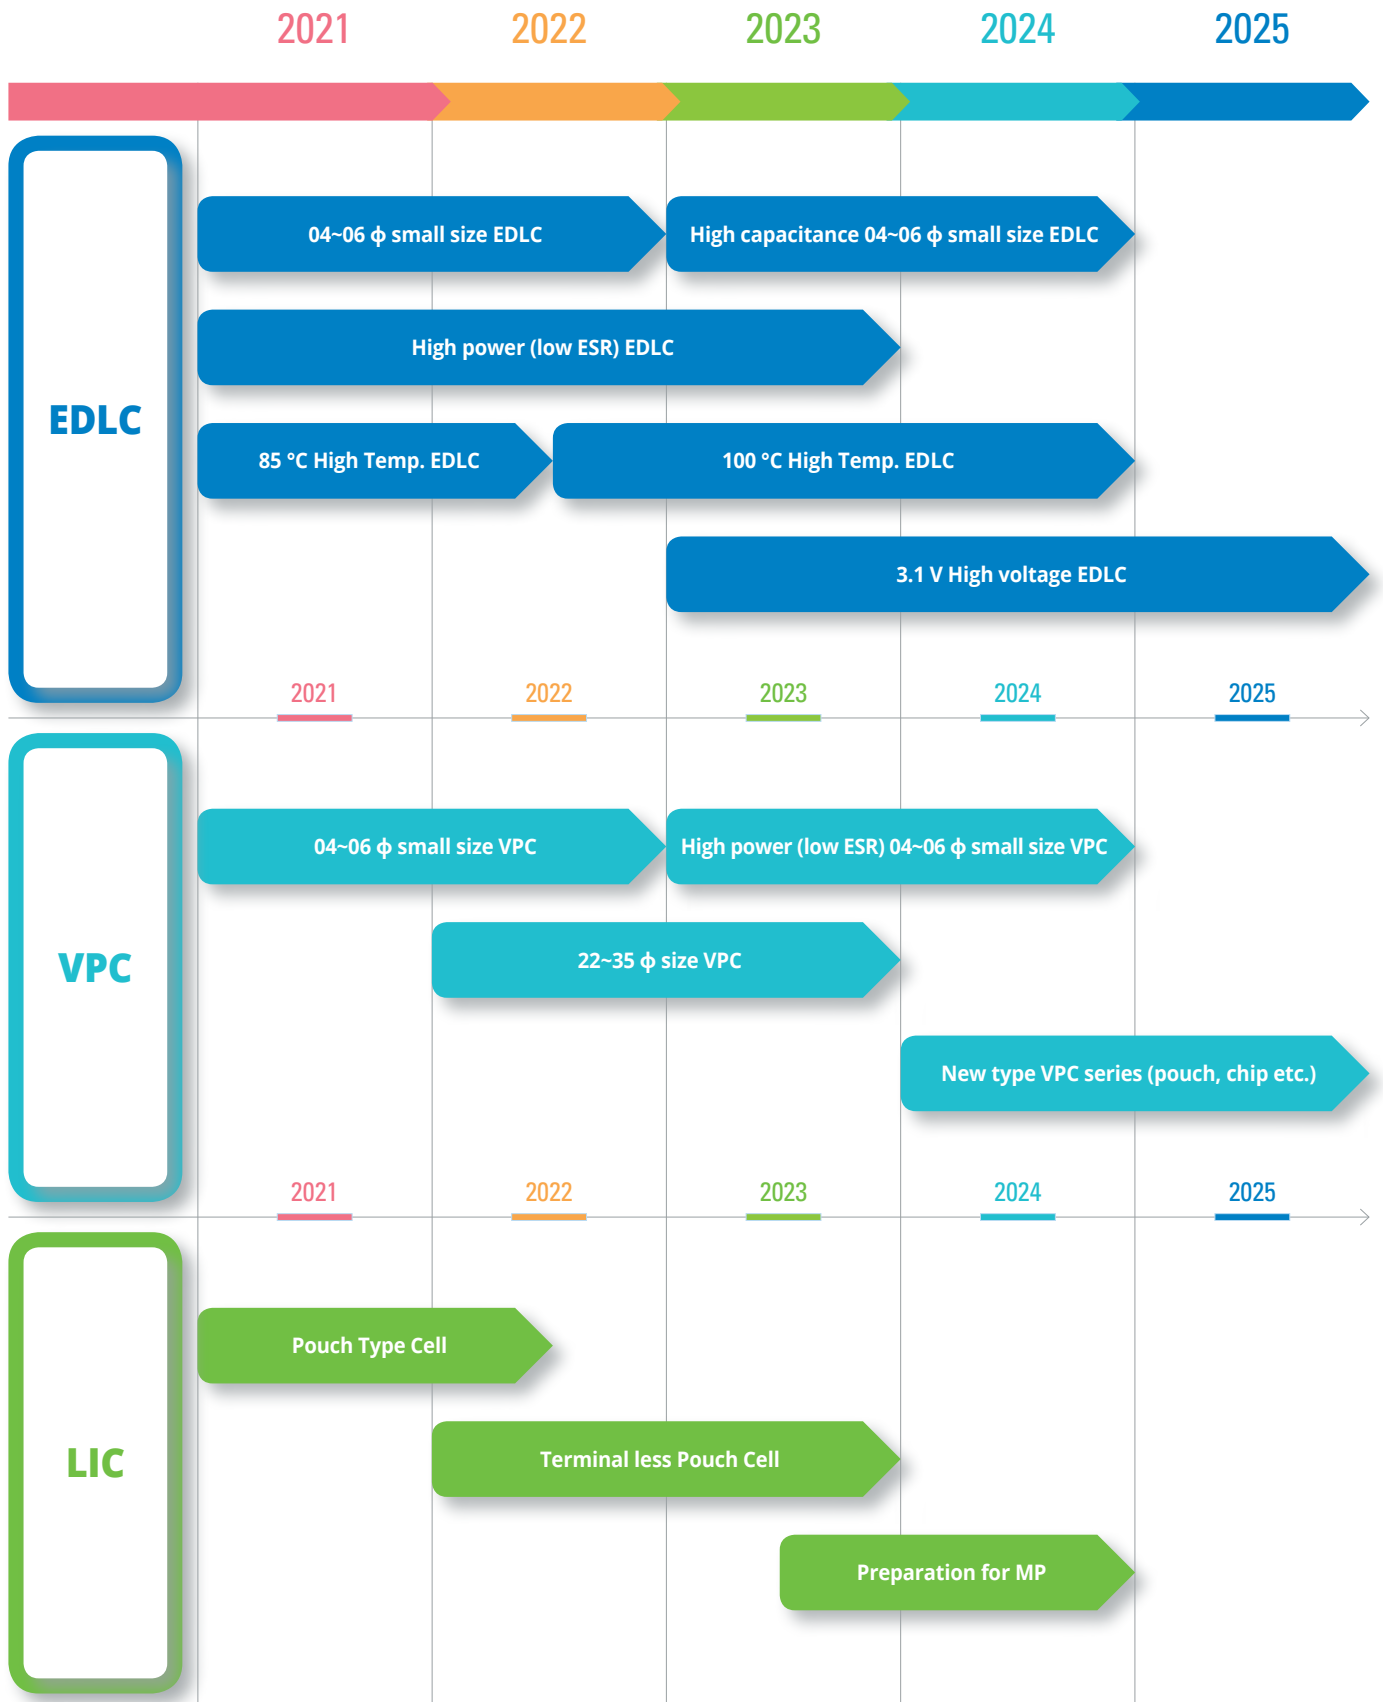 2021 2022 2023 2024 2025
04~06 ϕ small size EDLC
High capacitance 04~06 ϕ small size EDLC
High power (low ESR) EDLC
EDLC
85 °C High Temp. EDLC
100 °C High Temp. EDLC
3.1 V High voltage EDLC
2021 2022 2023 2024 2025
04~06 ϕ small size VPC
High power (low ESR) 04~06 ϕ small size VPC
VPC
22~35 ϕ size VPC
New type VPC series (pouch, chip etc.)
2021 2022 2023 2024 2025
Pouch Type Cell
LIC
Terminal less Pouch Cell
Preparation for MP